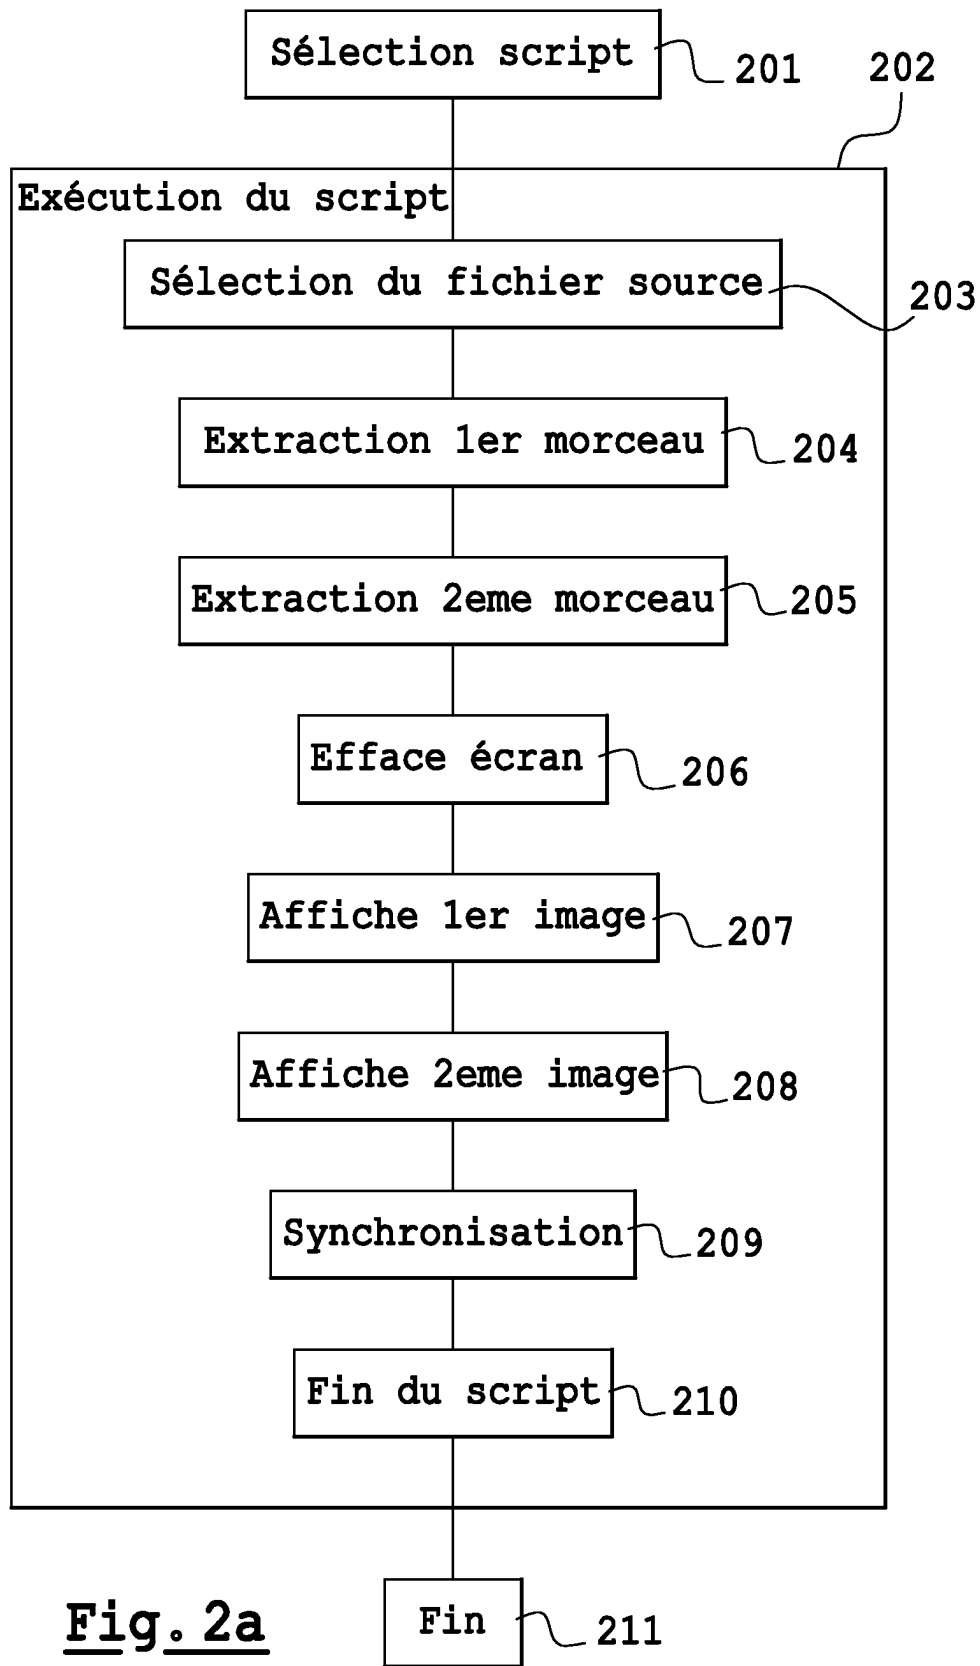 Sélection script
201
202
Exécution du script
Sélection du fichier source
203
Extraction 1er morceau
204
Extraction 2eme morceau
205
Efface écran
206
Affiche 1er image
207
Affiche 2eme image
208
Synchronisation
209
Fin du script
210
Fin
211
Fig. 2a